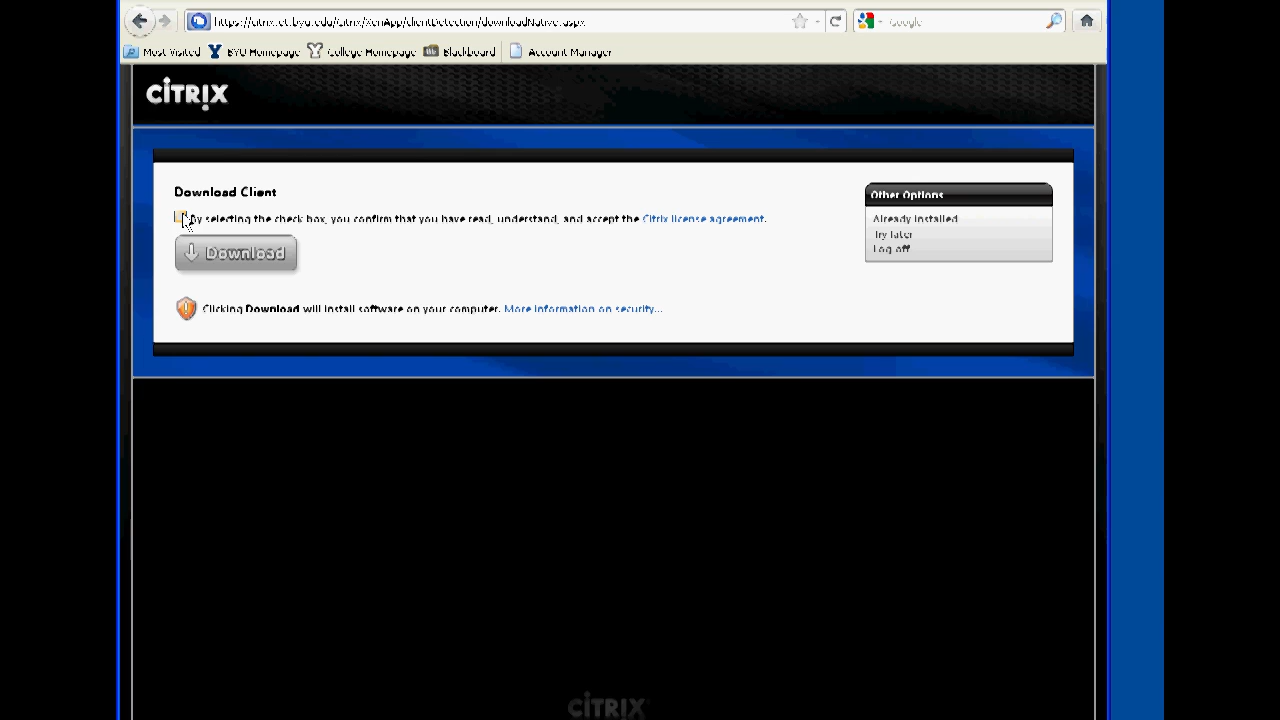 https://citrix.et.byu.edu/Citrix/XenApp/clientDetection/downloadNative.aspx
Google
Most Visited BYU Homepage College Homepage Blackboard Account Manager
CITRIX
Download Client
By selecting the check box, you confirm that you have read, understand, and accept the Citrix license agreement.
Download
Clicking Download will install software on your computer. More information on security...
Other Options
Already installed
Try later
Log off
CITRIX